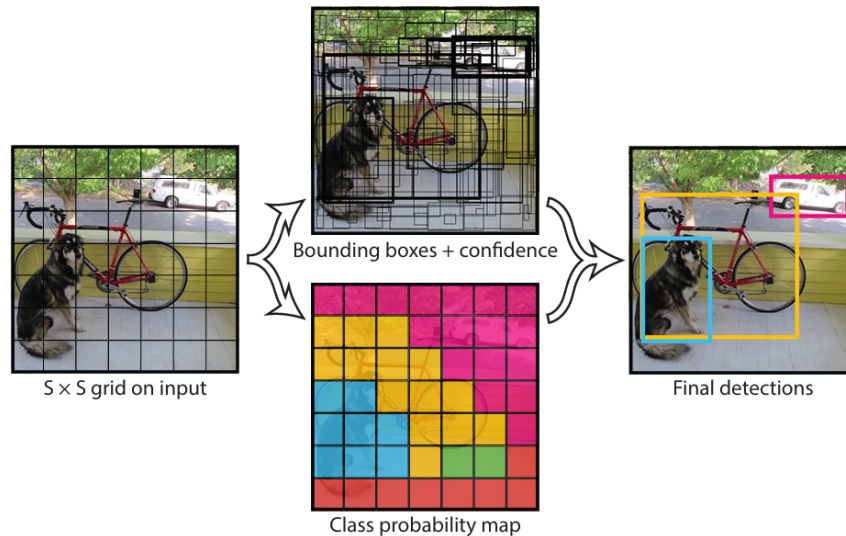 Bounding boxes + confidence
S × S grid on input
Final detections
Class probability map